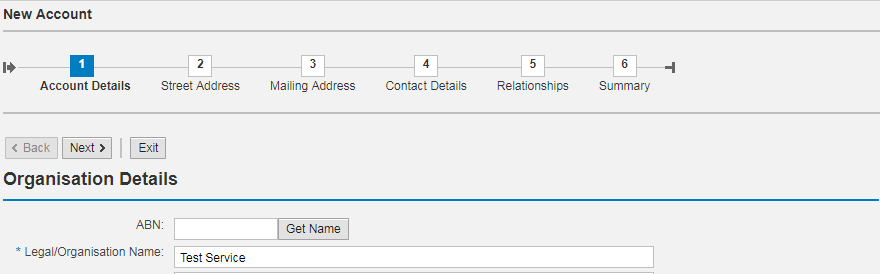 New Account
1 2 3 4 5 6
Account Details Street Address Mailing Address Contact Details Relationships Summary
Back Next Exit
Organisation Details
ABN: Get Name
* Legal/Organisation Name: Test Service